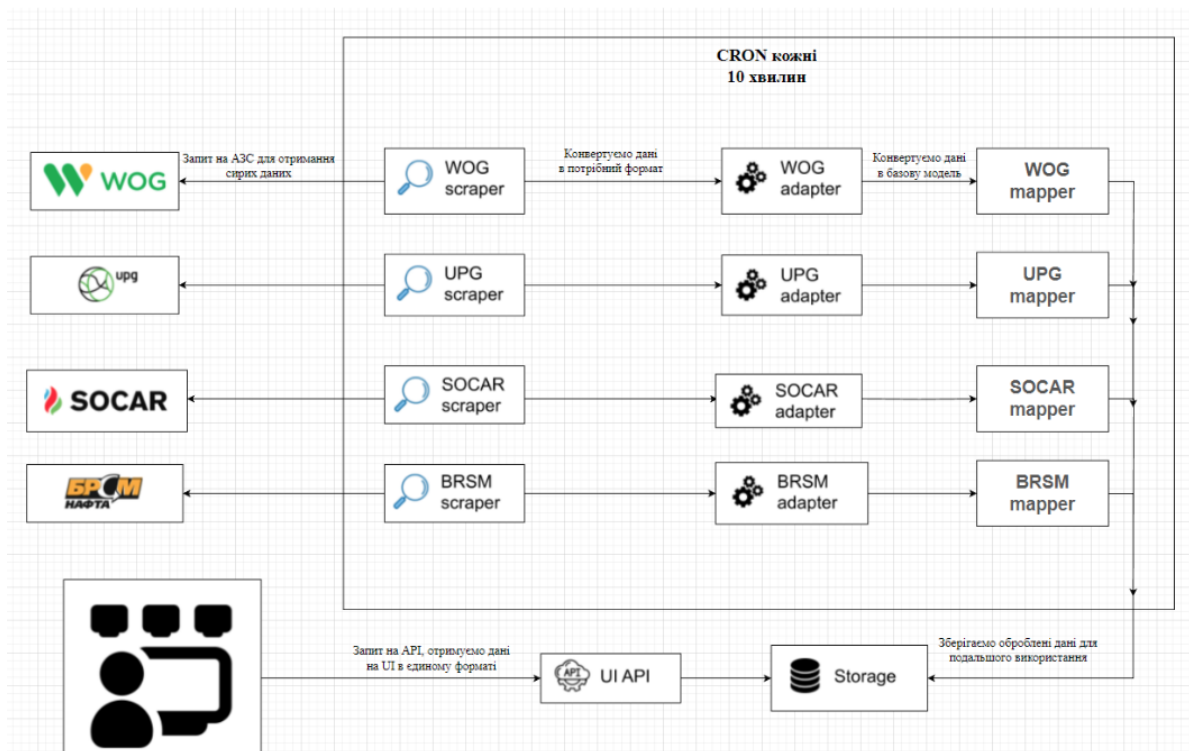 CRON кожні
10 хвилин
WOG
Запит на АЗС для отримання
сирих даних
WOG
scraper
Конвертуємо дані
в потрібний формат
WOG
adapter
Конвертуємо дані
в базову модель
WOG
mapper
upg
UPG
scraper
UPG
adapter
UPG
mapper
SOCAR
SOCAR
scraper
SOCAR
adapter
SOCAR
mapper
БРСМ
НАФТА
BRSM
scraper
BRSM
adapter
BRSM
mapper
Запит на API, отримуємо дані
на UI в єдиному форматі
API
UI API
Storage
Зберігаємо оброблені дані для
подальшого використання